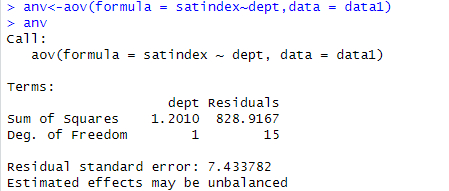 > anv<-aov(formula = satindex~dept,data = data1)
> anv
Call:
   aov(formula = satindex ~ dept, data = data1)

Terms:
                    dept Residuals
Sum of Squares    1.2010  828.9167
Deg. of Freedom        1        15

Residual standard error: 7.433782
Estimated effects may be unbalanced